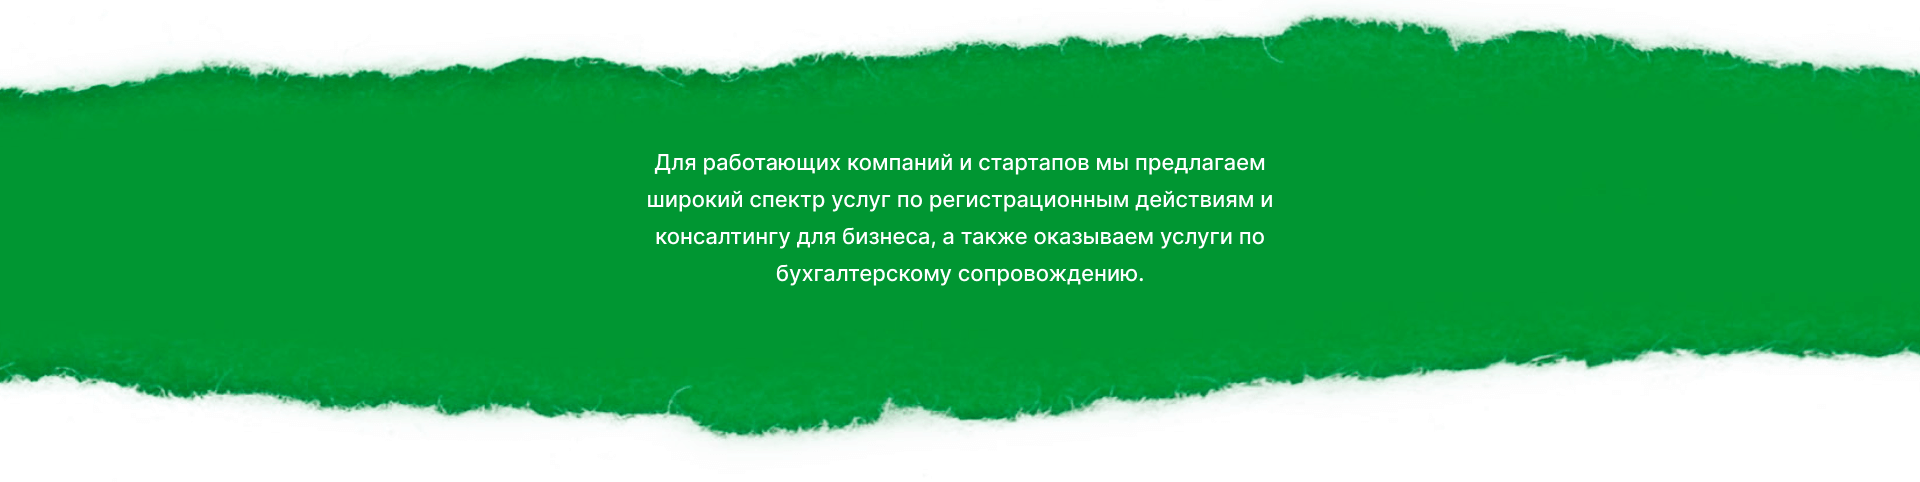 Для работающих компаний и стартапов мы предлагаем
широкий спектр услуг по регистрационным действиям и
консалтингу для бизнеса, а также оказываем услуги по
бухгалтерскому сопровождению.